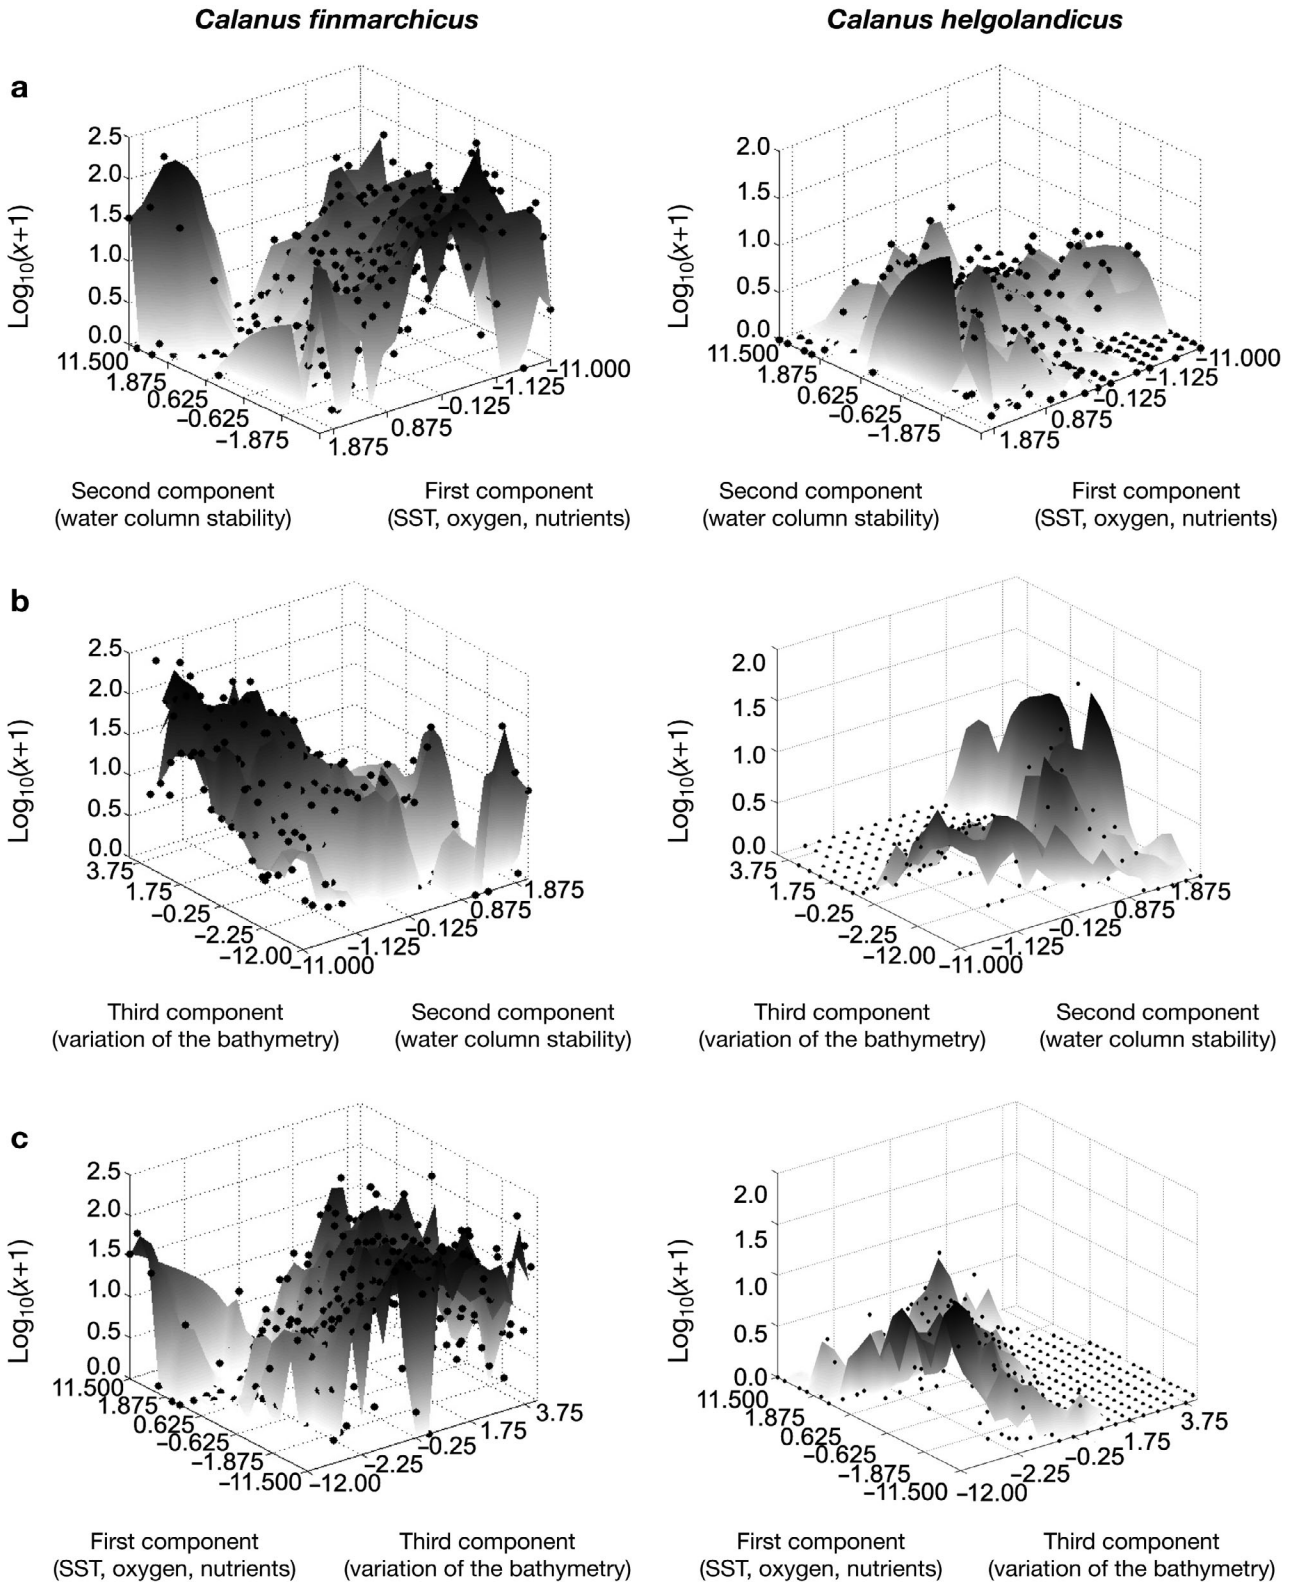 Calanus finmarchicus
Calanus helgolandicus
a
Log10(x+1)
2.5
2.0
1.5
1.0
0.5
0.0
11.500
1.875
0.625
–0.625
–1.875
1.875
0.875
–0.125
–1.125
–11.000
Second component
(water column stability)
First component
(SST, oxygen, nutrients)
Log10(x+1)
2.0
1.5
1.0
0.5
0.0
11.500
1.875
0.625
–0.625
–1.875
1.875
0.875
–0.125
–1.125
–11.000
Second component
(water column stability)
First component
(SST, oxygen, nutrients)
b
Log10(x+1)
2.5
2.0
1.5
1.0
0.5
0.0
3.75
1.75
–0.25
–2.25
–12.00
–11.000
–1.125
–0.125
0.875
1.875
Third component
(variation of the bathymetry)
Second component
(water column stability)
Log10(x+1)
2.0
1.5
1.0
0.5
0.0
3.75
1.75
–0.25
–2.25
–12.00
–11.000
–1.125
–0.125
0.875
1.875
Third component
(variation of the bathymetry)
Second component
(water column stability)
c
Log10(x+1)
2.5
2.0
1.5
1.0
0.5
0.0
11.500
1.875
0.625
–0.625
–1.875
–11.500
–12.00
–2.25
–0.25
1.75
3.75
First component
(SST, oxygen, nutrients)
Third component
(variation of the bathymetry)
Log10(x+1)
2.0
1.5
1.0
0.5
0.0
11.500
1.875
0.625
–0.625
–1.875
–11.500
–12.00
–2.25
–0.25
1.75
3.75
First component
(SST, oxygen, nutrients)
Third component
(variation of the bathymetry)